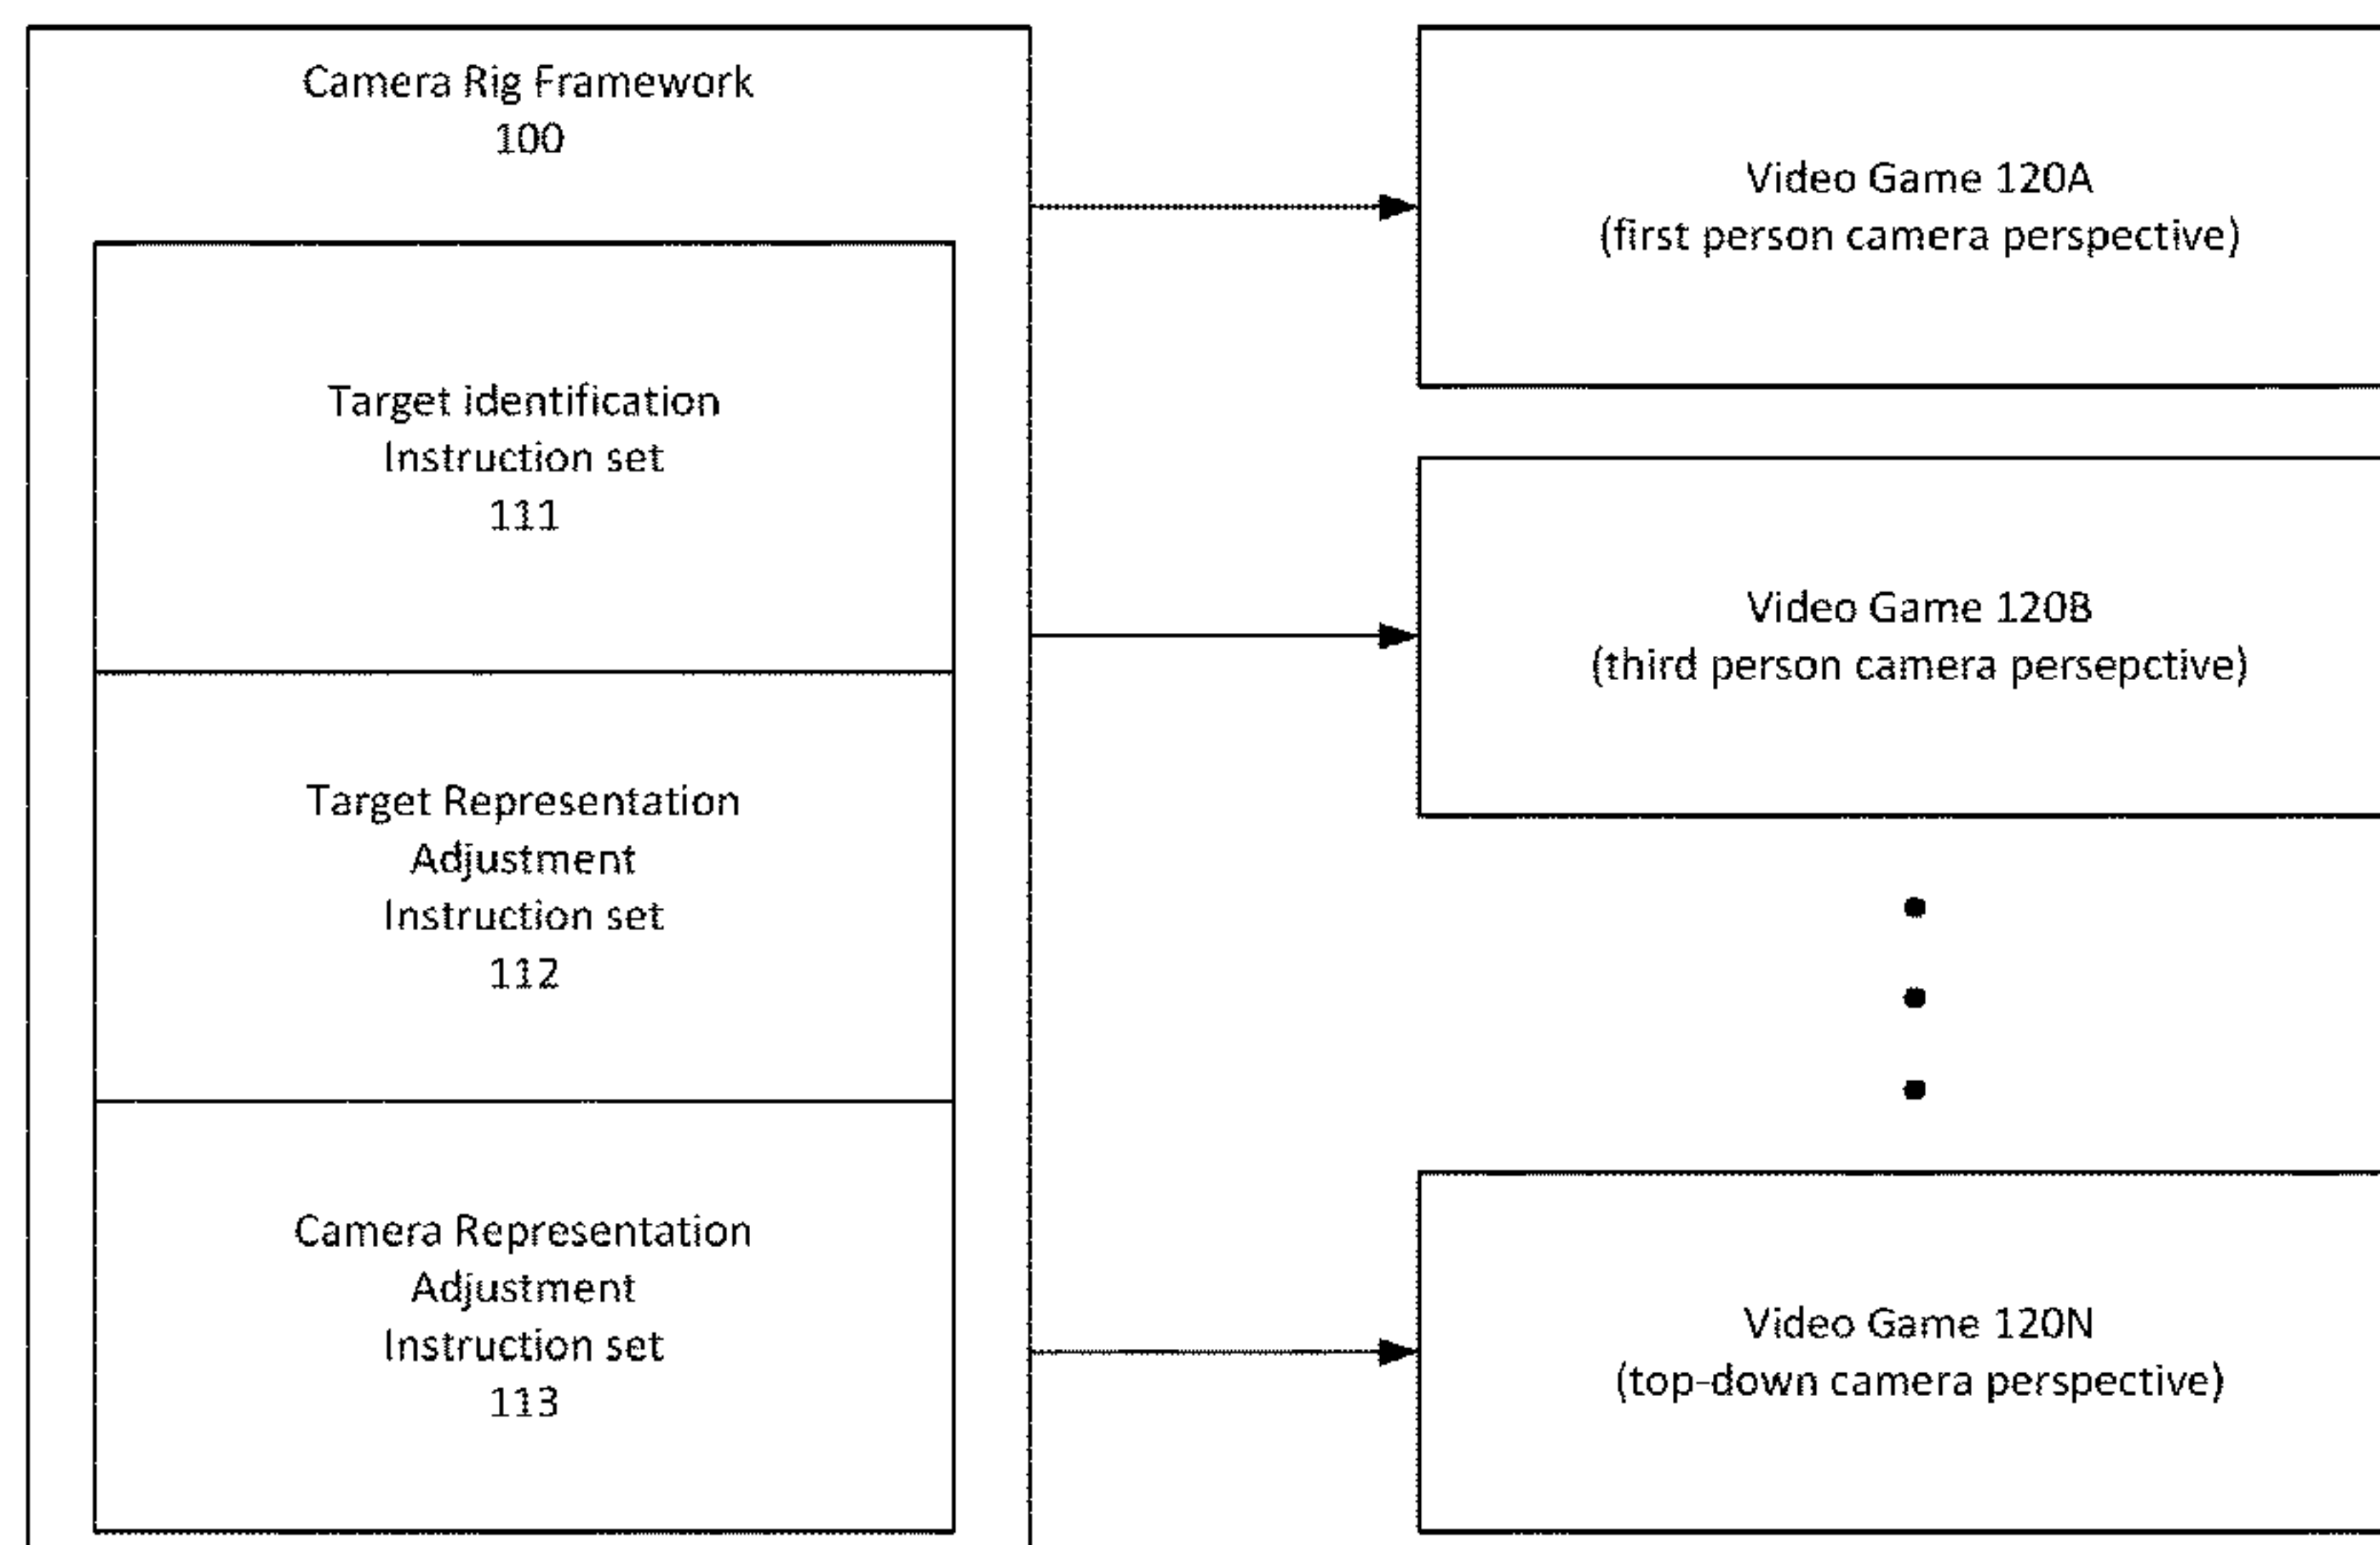 Camera Rig Framework
100
Target identification
Instruction set
111
Target Representation
Adjustment
Instruction set
112
Camera Representation
Adjustment
Instruction set
113
Video Game 120A
(first person camera perspective)
Video Game 120B
(third person camera persepctive)
Video Game 120N
(top-down camera perspective)